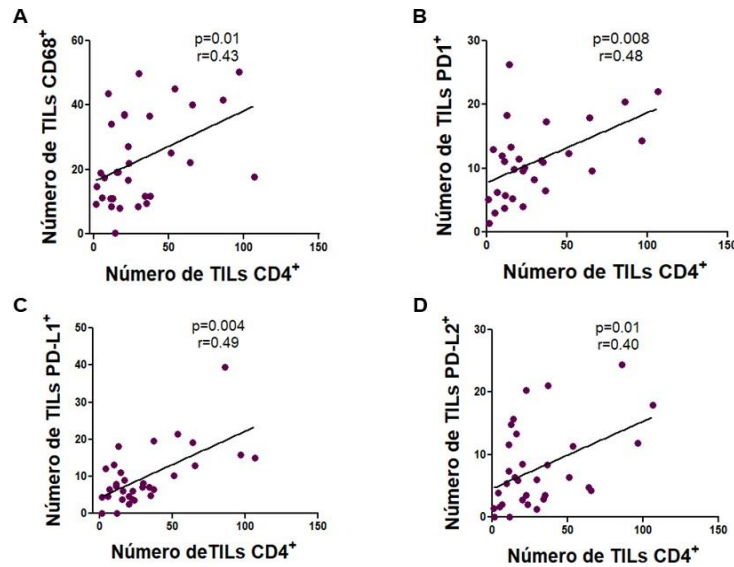 A
p=0.01
r=0.43
Número de TILs CD68⁺
60
40
20
0
0 50 100 150
Número de TILs CD4⁺
B
p=0.008
r=0.48
Número de TILs PD1⁺
30
20
10
0
0 50 100 150
Número de TILs CD4⁺
C
p=0.004
r=0.49
Número de TILs PD-L1⁺
50
40
30
20
10
0
0 50 100 150
Número deTILs CD4⁺
D
p=0.01
r=0.40
Número de TILs PD-L2⁺
30
20
10
0
0 50 100 150
Número de TILs CD4⁺